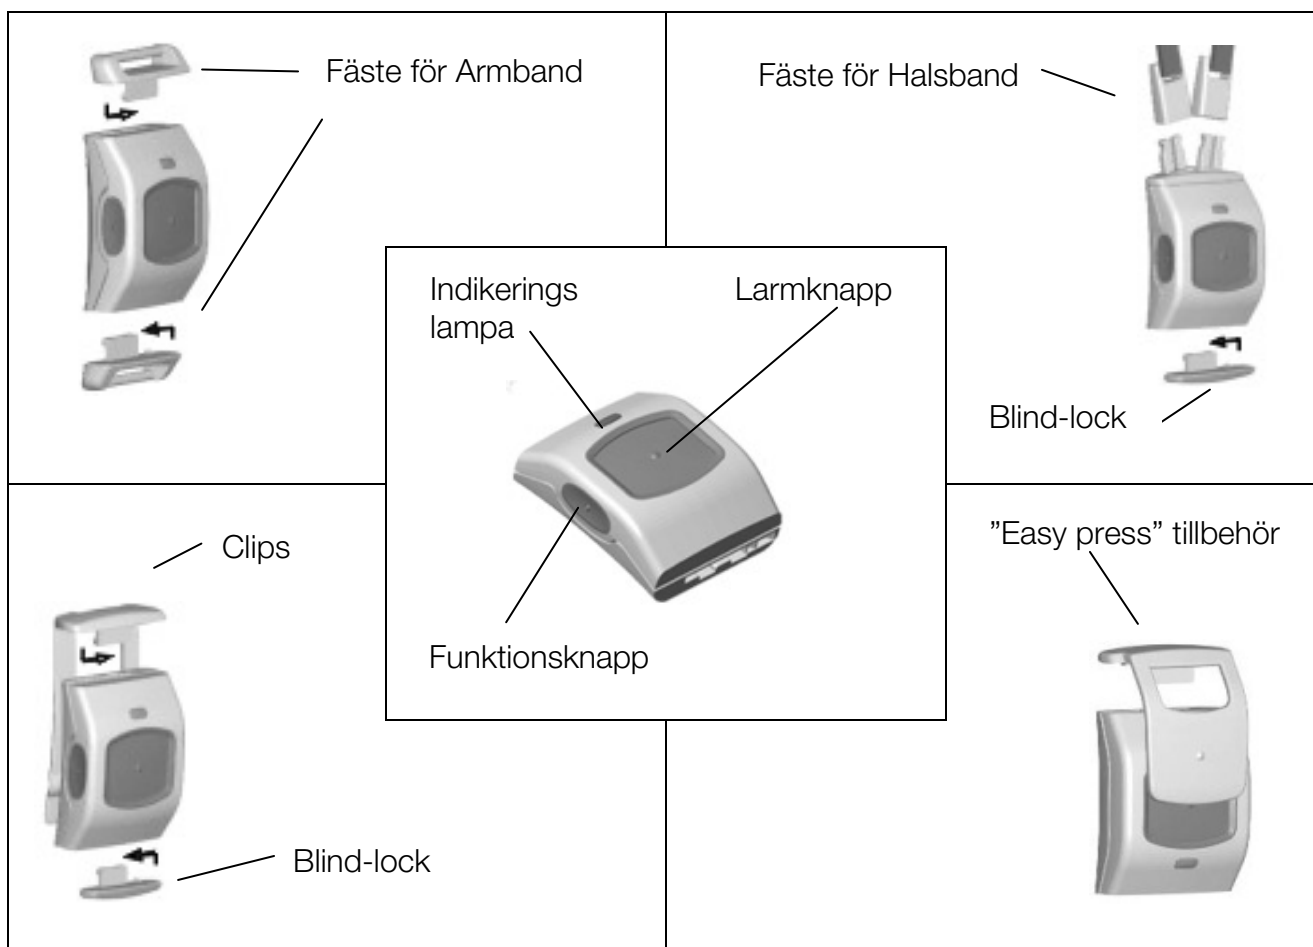 Fäste för Armband
Fäste för Halsband
Blind-lock
Indikerings
lampa
Larmknapp
Funktionsknapp
Clips
Blind-lock
”Easy press” tillbehör